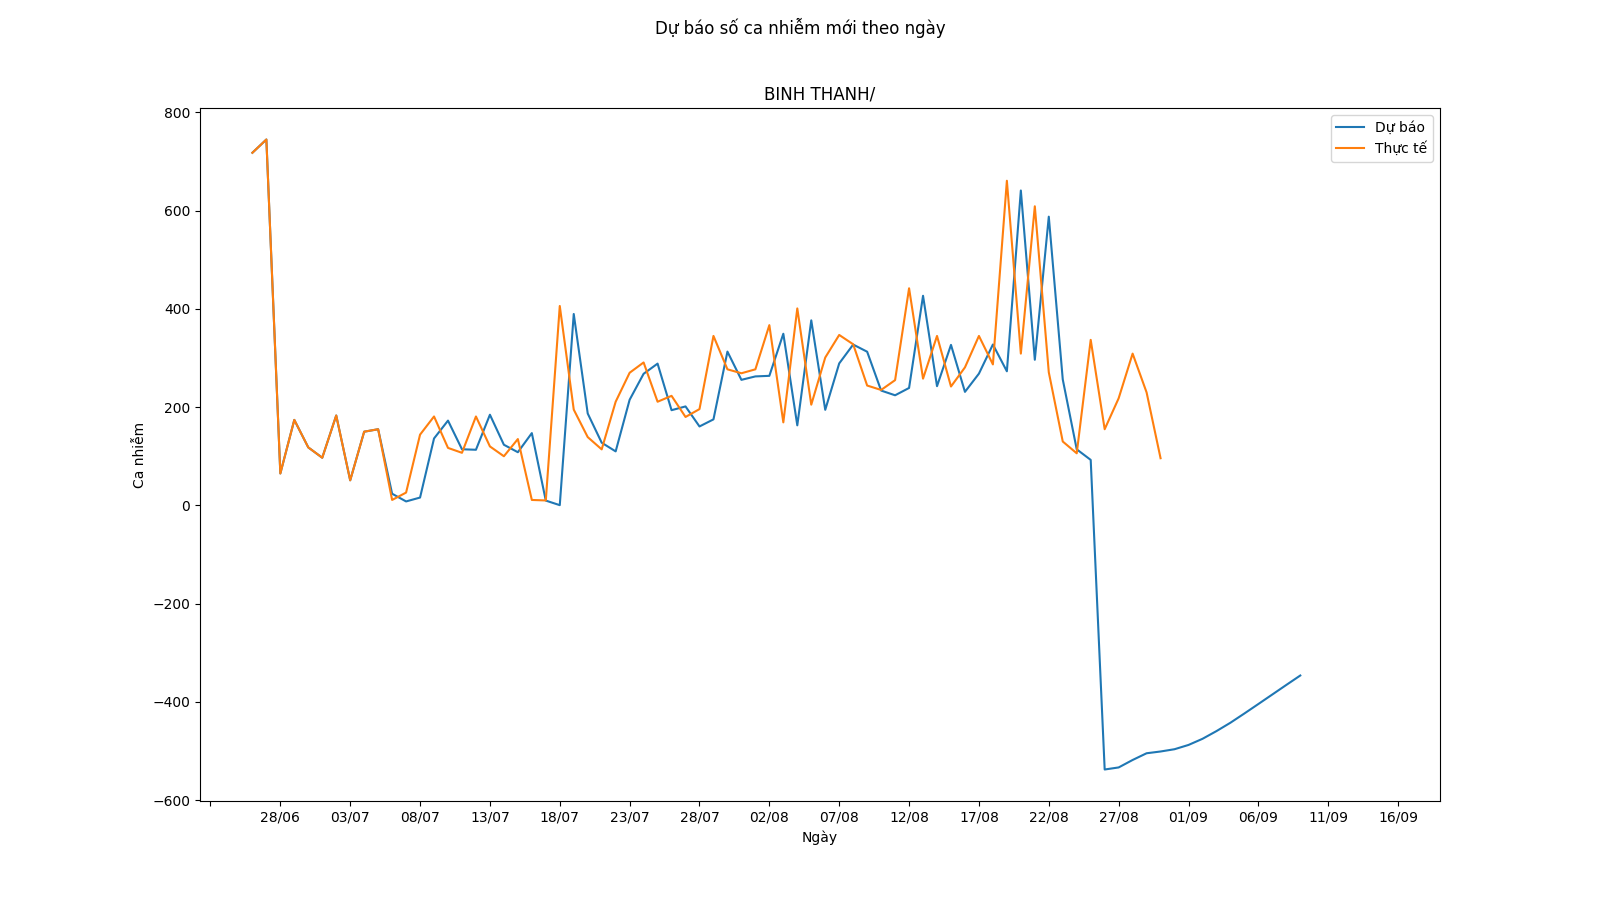 Dự báo số ca nhiễm mới theo ngày
BINH THANH/
Dự báo
Thực tế
800
600
400
200
0
−200
−400
−600
Ca nhiễm
28/06 03/07 08/07 13/07 18/07 23/07 28/07 02/08 07/08 12/08 17/08 22/08 27/08 01/09 06/09 11/09 16/09
Ngày